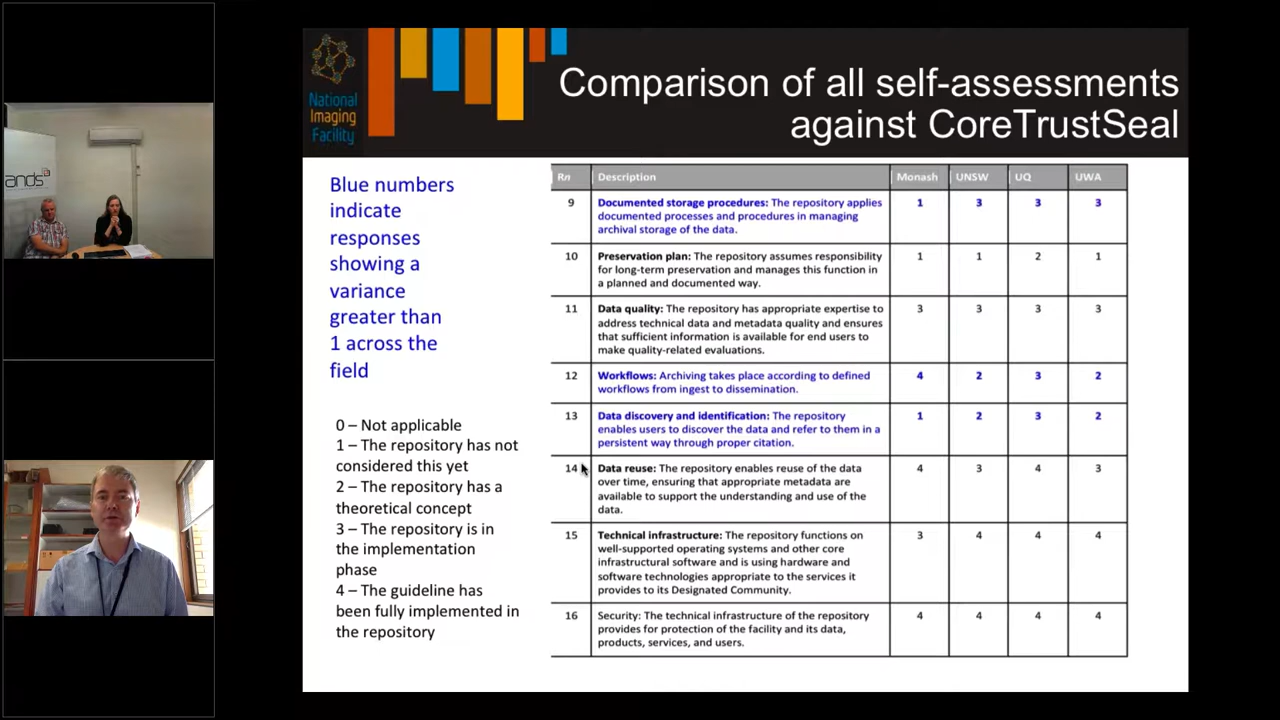 Comparison of all self-assessments
against CoreTrustSeal
National
Imaging
Facility
ands
Blue numbers
indicate
responses
showing a
variance
greater than
1 across the
field
0 – Not applicable
1 – The repository has not
considered this yet
2 – The repository has a
theoretical concept
3 – The repository is in
the implementation
phase
4 – The guideline has
been fully implemented in
the repository
Rn Description Monash UNSW UQ UWA
9 Documented storage procedures: The repository applies 1 3 3 3
documented processes and procedures in managing
archival storage of the data.
10 Preservation plan: The repository assumes responsibility 1 1 2 1
for long-term preservation and manages this function in
a planned and documented way.
11 Data quality: The repository has appropriate expertise to 3 3 3 3
address technical data and metadata quality and ensures
that sufficient information is available for end users to
make quality-related evaluations.
12 Workflows: Archiving takes place according to defined 4 2 3 2
workflows from ingest to dissemination.
13 Data discovery and identification: The repository 1 2 3 2
enables users to discover the data and refer to them in a
persistent way through proper citation.
14 Data reuse: The repository enables reuse of the data 4 3 4 3
over time, ensuring that appropriate metadata are
available to support the understanding and use of the
data.
15 Technical infrastructure: The repository functions on 3 4 4 4
well-supported operating systems and other core
infrastructural software and is using hardware and
software technologies appropriate to the services it
provides to its Designated Community.
16 Security: The technical infrastructure of the repository 4 4 4 4
provides for protection of the facility and its data,
products, services, and users.